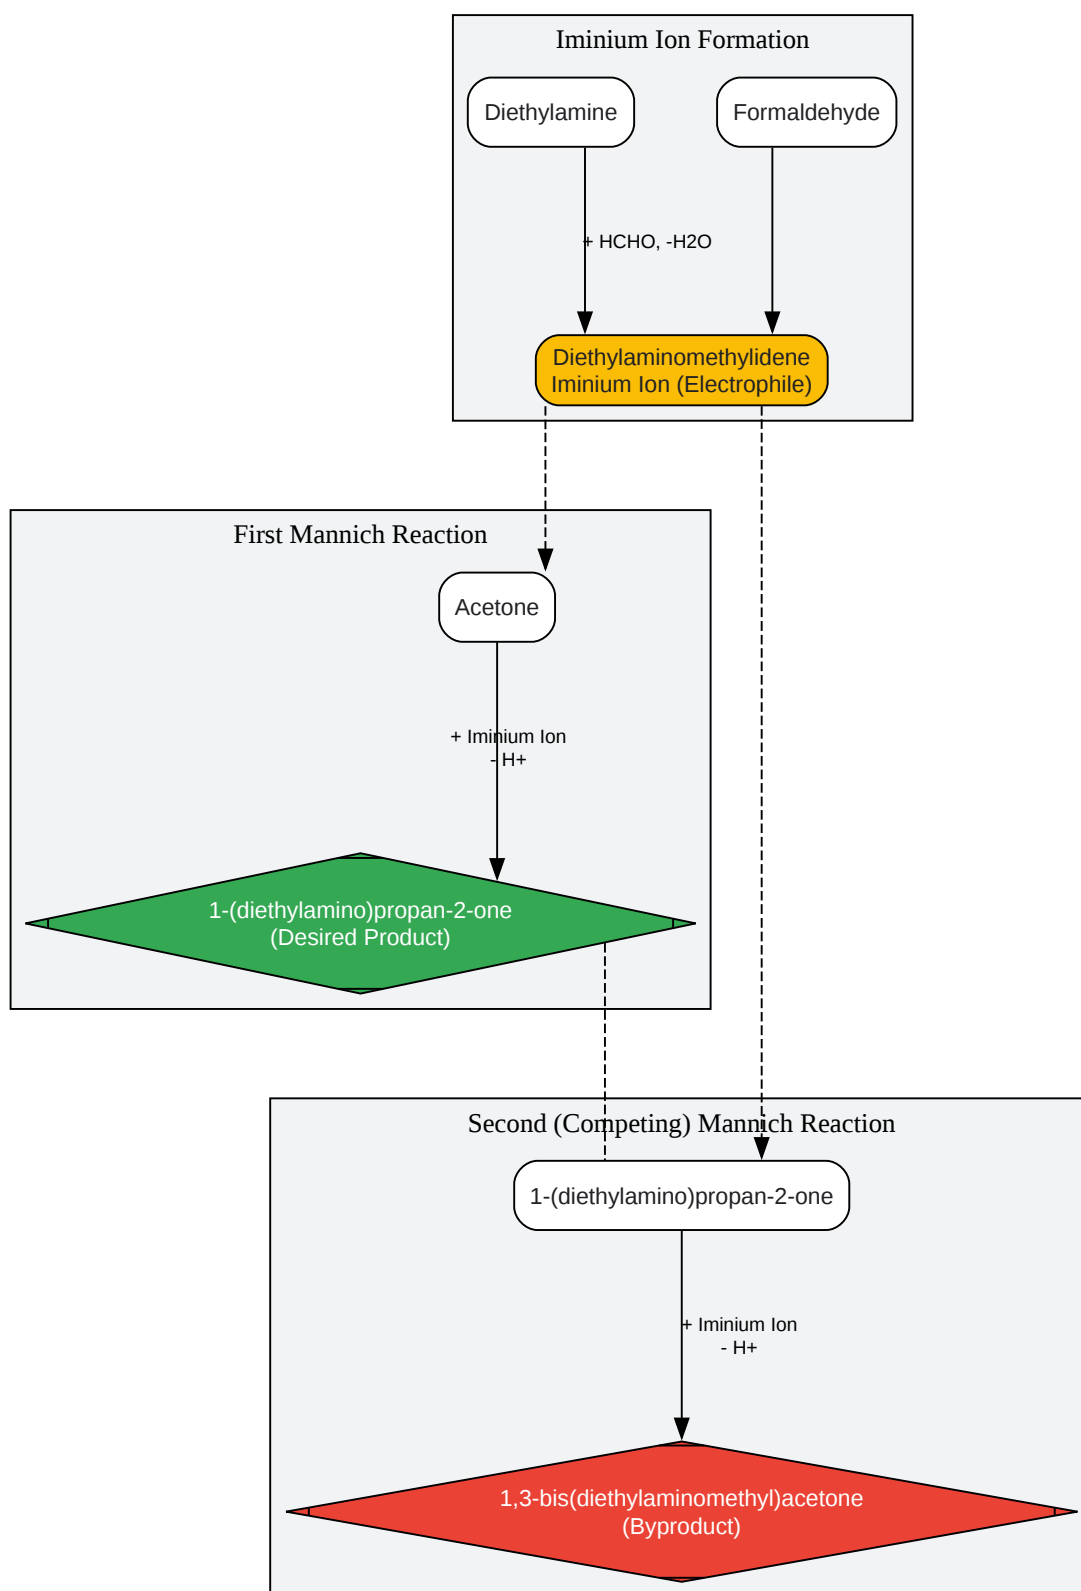 Iminium Ion Formation
Diethylamine
Formaldehyde
+ HCHO, -H2O
Diethylaminomethylidene
Iminium Ion (Electrophile)
First Mannich Reaction
Acetone
+ Iminium Ion
- H+
1-(diethylamino)propan-2-one
(Desired Product)
Second (Competing) Mannich Reaction
1-(diethylamino)propan-2-one
+ Iminium Ion
- H+
1,3-bis(diethylaminomethyl)acetone
(Byproduct)